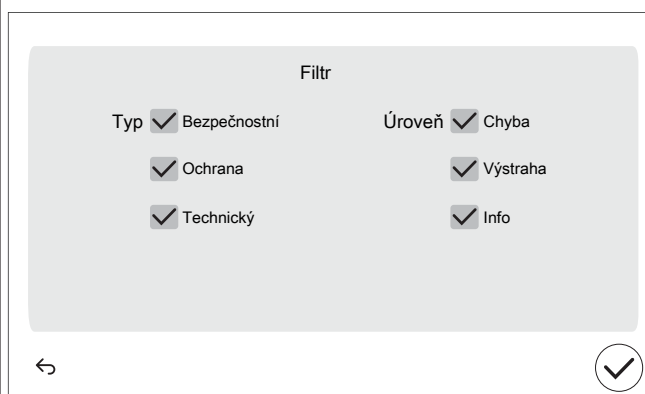 Filtr
Typ Bezpečnostní Úroveň Chyba
Ochrana Výstraha
Technický Info